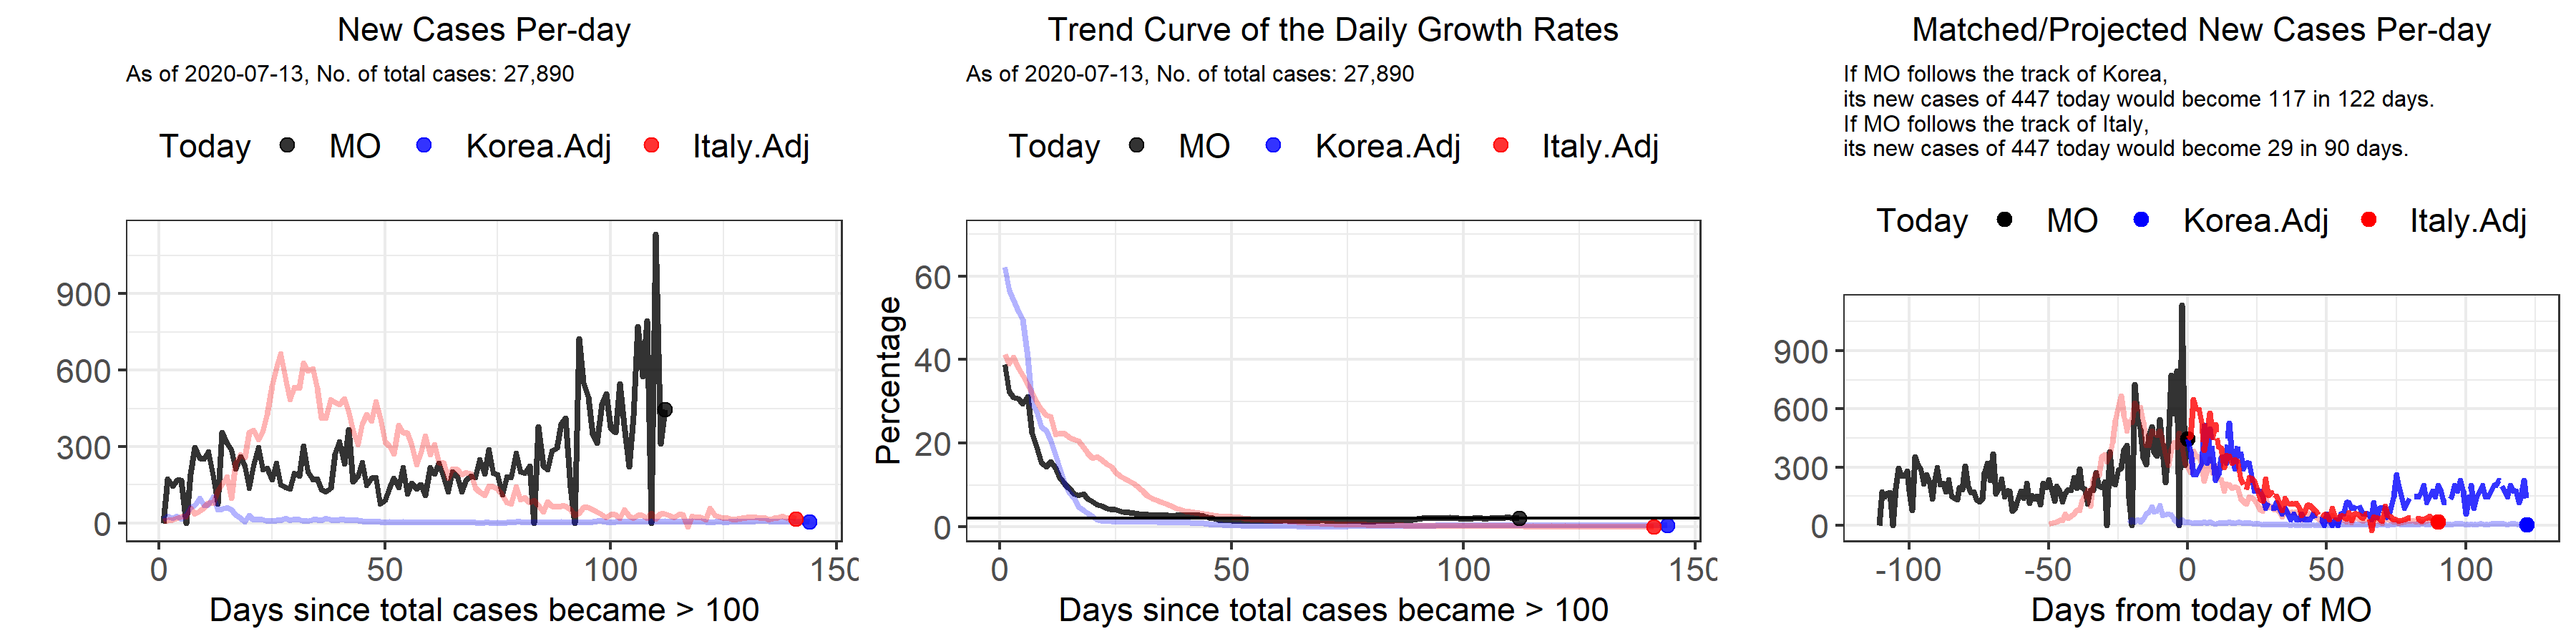 New Cases Per-day
As of 2020-07-13, No. of total cases: 27,890
Today MO Korea.Adj Italy.Adj
900
600
300
0
0 50 100 150
Days since total cases became > 100
Trend Curve of the Daily Growth Rates
As of 2020-07-13, No. of total cases: 27,890
Today MO Korea.Adj Italy.Adj
Percentage
60
40
20
0
0 50 100 150
Days since total cases became > 100
Matched/Projected New Cases Per-day
If MO follows the track of Korea,
its new cases of 447 today would become 117 in 122 days.
If MO follows the track of Italy,
its new cases of 447 today would become 29 in 90 days.
Today MO Korea.Adj Italy.Adj
900
600
300
0
-100 -50 0 50 100
Days from today of MO